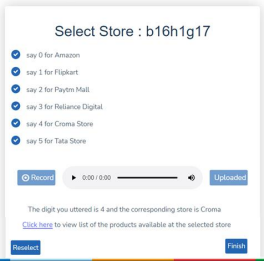 Select Store : b16h1g17
say 0 for Amazon
say 1 for Flipkart
say 2 for Paytm Mall
say 3 for Reliance Digital
say 4 for Croma Store
say 5 for Tata Store
Record 0:00 / 0:00 Uploaded
The digit you uttered is 4 and the corresponding store is Croma
Click here to view list of the products available at the selected store
Reselect Finish